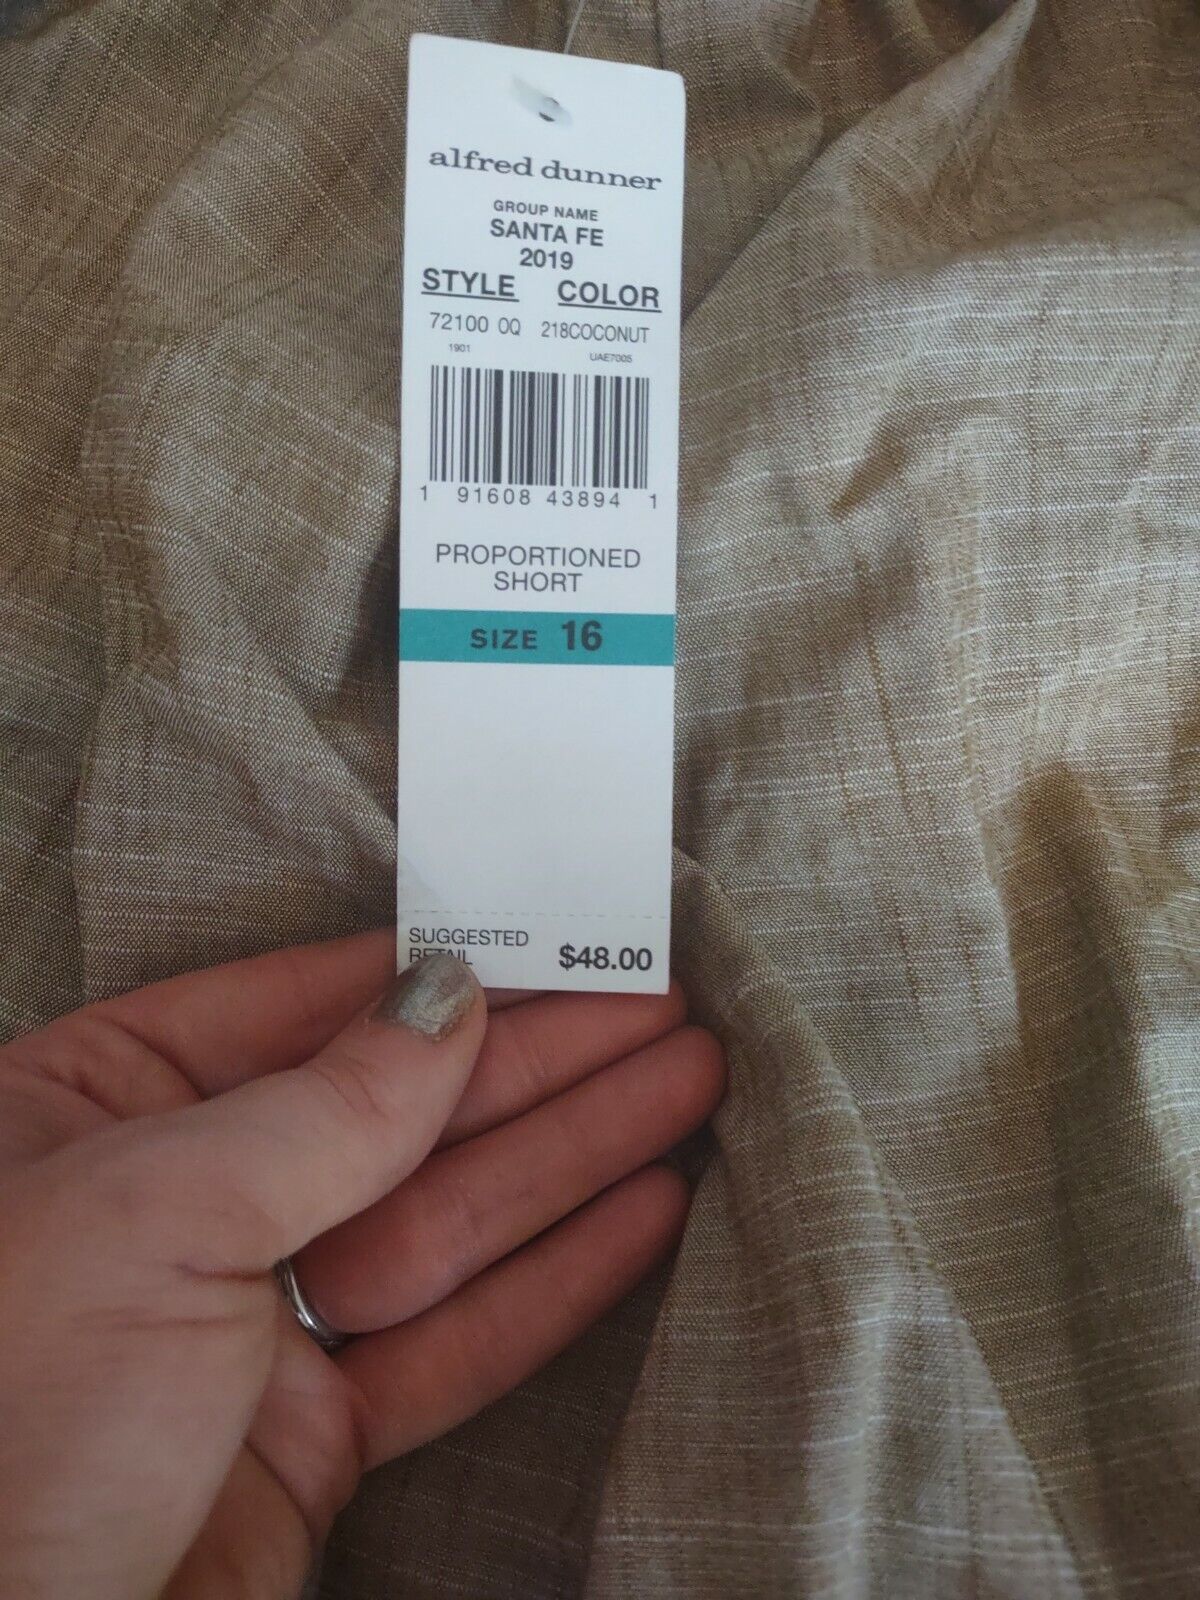 alfred dunner
GROUP NAME
SANTA FE
2019
STYLE COLOR
72100 0Q 218COCONUT
1901 UAE7005
1 91608 43894 1
PROPORTIONED
SHORT
SIZE 16
SUGGESTED
RETAIL $48.00